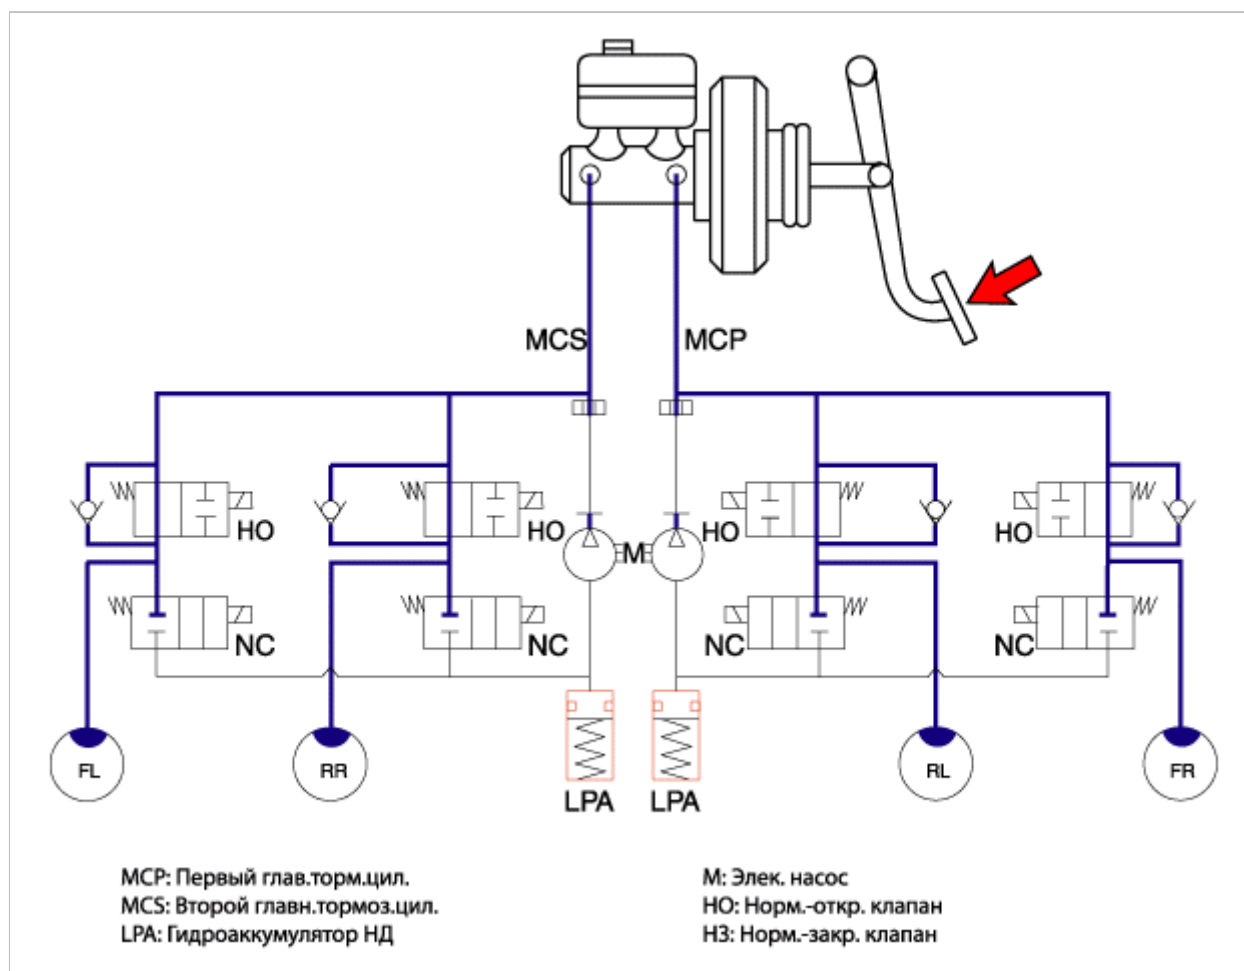 MCS MCP
HO HO M HO HO
NC NC NC NC
FL RR LPA LPA RL FR
MCP: Первый глав.торм.цил.
MCS: Второй главн.тормоз.цил.
LPA: Гидроаккумулятор НД
M: Элек. насос
HO: Норм.-откр. клапан
НЗ: Норм.-закр. клапан